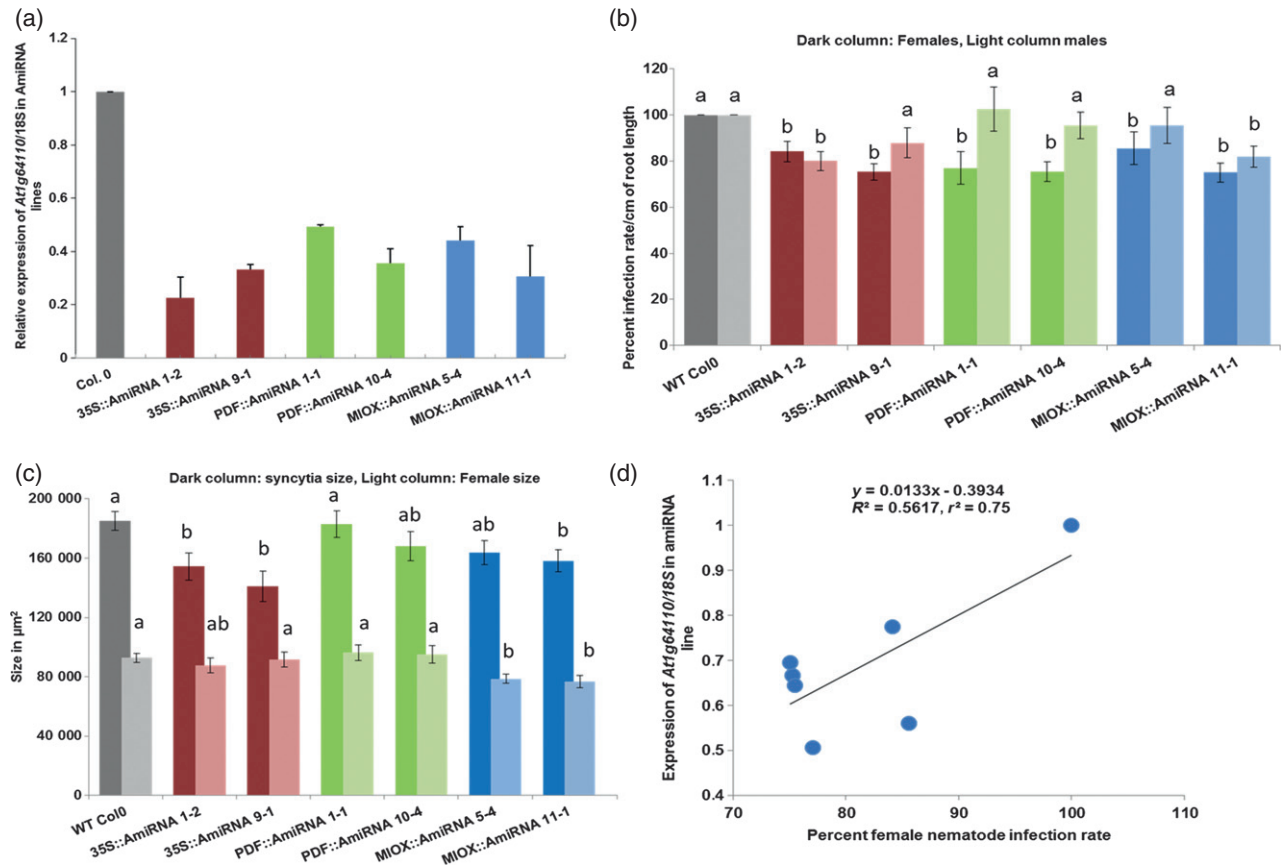 (a)
1.2
1
0.8
0.6
0.4
0.2
0
Relative expression of At1g64110/18S in AmiRNA
lines
Col. 0
35S::AmiRNA 1-2
35S::AmiRNA 9-1
PDF::AmiRNA 1-1
PDF::AmiRNA 10-4
MIOX::AmiRNA 5-4
MIOX::AmiRNA 11-1
(b)
Dark column: Females, Light column males
120
100
80
60
40
20
0
Percent infection rate/cm of root length
a a
b b
b a
b a
b a
b a
b b
WT Col0
35S::AmiRNA 1-2
35S::AmiRNA 9-1
PDF::AmiRNA 1-1
PDF::AmiRNA 10-4
MIOX::AmiRNA 5-4
MIOX::AmiRNA 11-1
(c)
Dark column: syncytia size, Light column: Female size
200 000
160 000
120 000
80 000
40 000
0
Size in µm²
a a
b ab
b a
a a
ab a
ab b
b b
WT Col0
35S::AmiRNA 1-2
35S::AmiRNA 9-1
PDF::AmiRNA 1-1
PDF::AmiRNA 10-4
MIOX::AmiRNA 5-4
MIOX::AmiRNA 11-1
(d)
y = 0.0133x - 0.3934
R² = 0.5617, r² = 0.75
1.1
1
0.9
0.8
0.7
0.6
0.5
0.4
Expression of At1g64110/18S in amiRNA
line
70 80 90 100 110
Percent female nematode infection rate